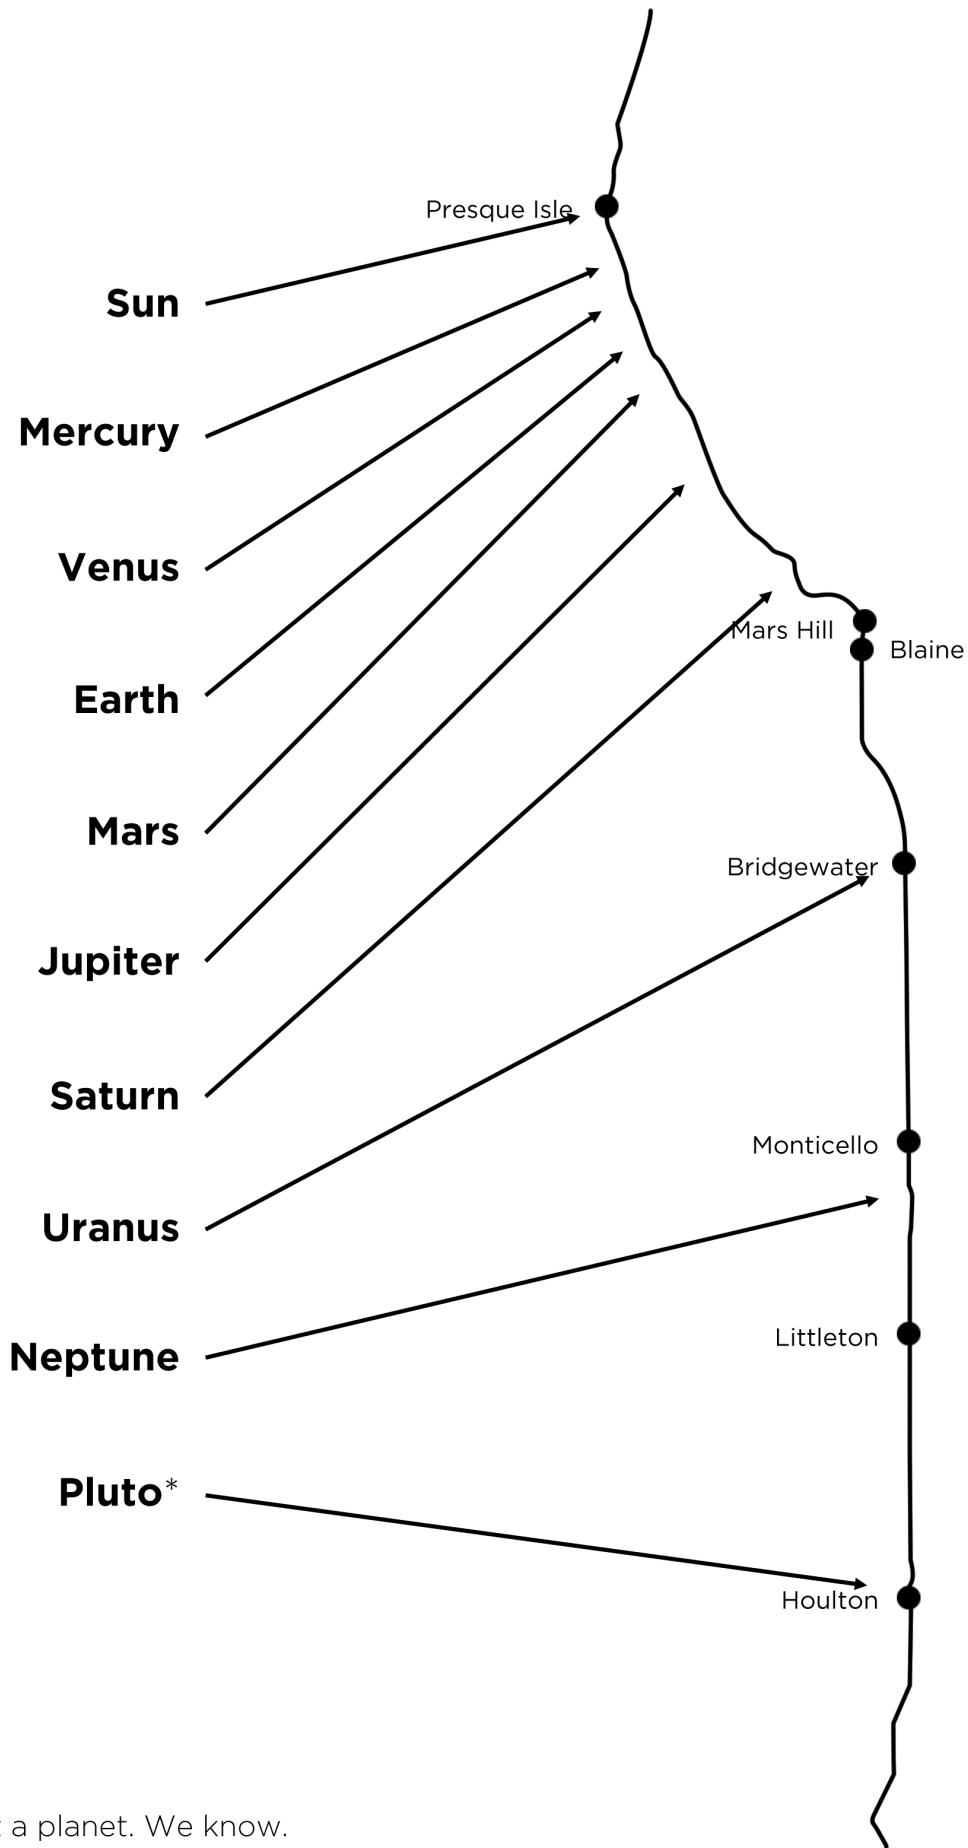 Presque Isle
Sun
Mercury
Venus
Mars Hill
Blaine
Earth
Mars
Bridgewater
Jupiter
Saturn
Monticello
Uranus
Littleton
Neptune
Pluto*
Houlton
a planet. We know.